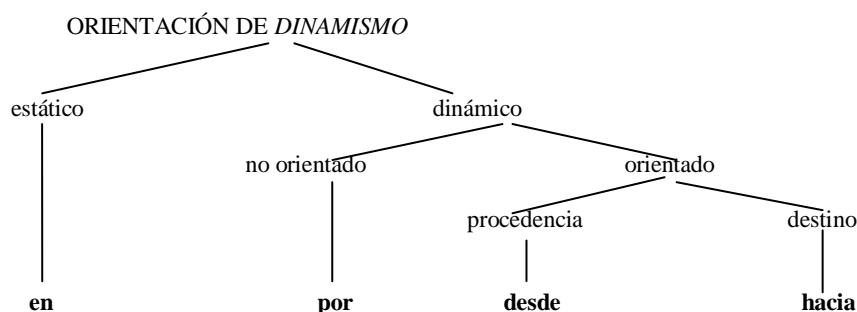 ORIENTACIÓN DE DINAMISMO
estático dinámico
no orientado orientado
procedencia destino
en por desde hacia